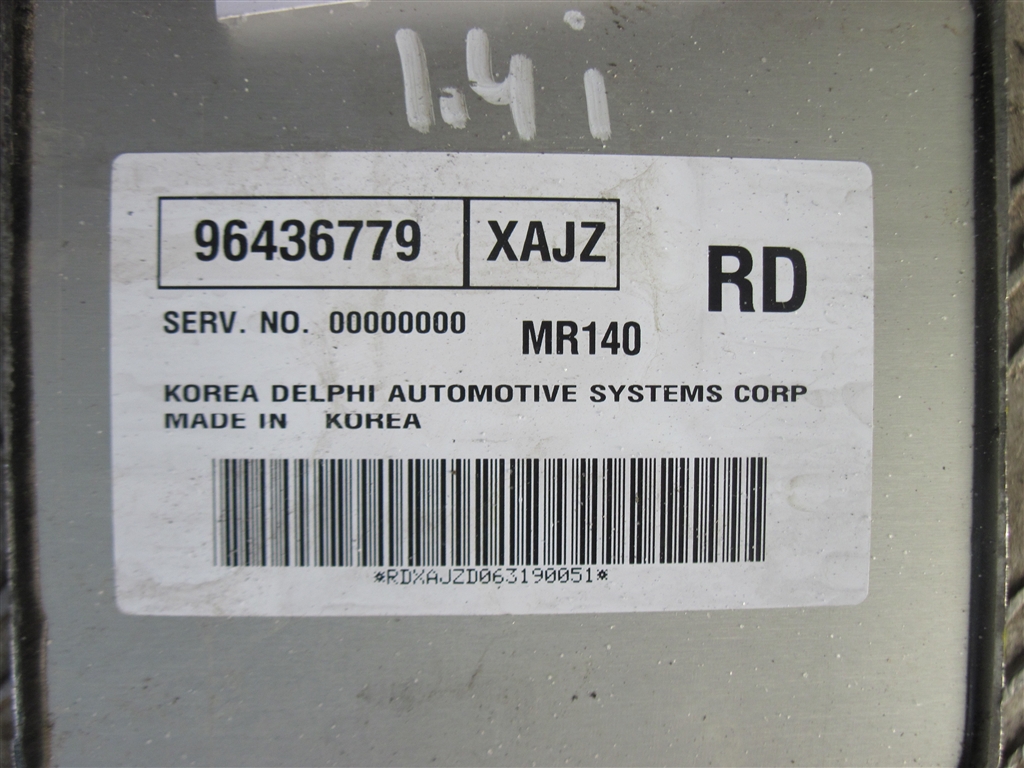 1.4i
96436779 XAJZ
RD
SERV. NO. 00000000 MR140
KOREA DELPHI AUTOMOTIVE SYSTEMS CORP
MADE IN KOREA
*RDXAJZD063190051*